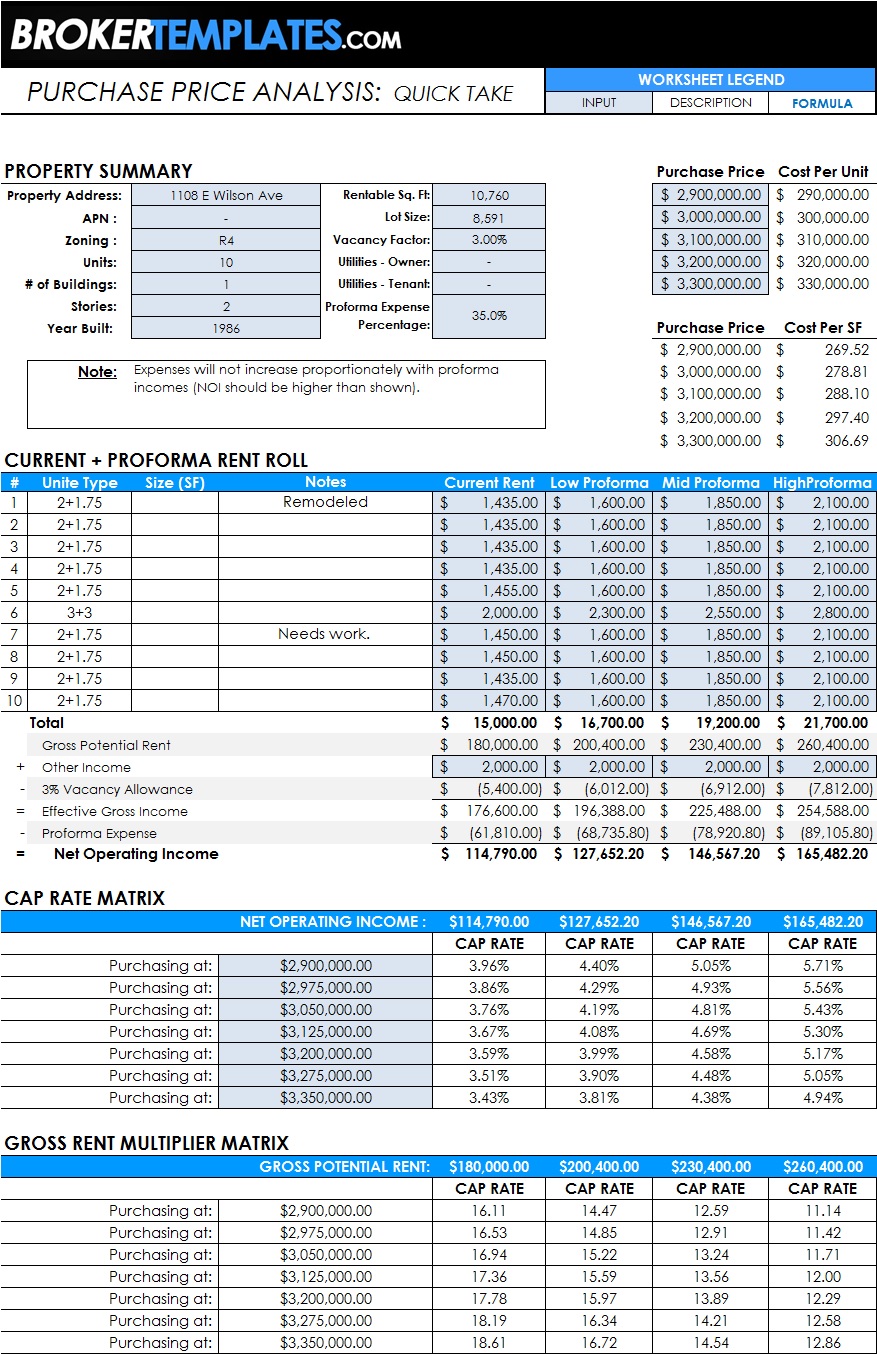 BROKERTEMPLATES.COM
PURCHASE PRICE ANALYSIS: QUICK TAKE
WORKSHEET LEGEND
INPUT DESCRIPTION FORMULA
PROPERTY SUMMARY
Property Address: 1108 E Wilson Ave Rentable Sq. Ft: 10,760
APN : - Lot Size: 8,591
Zoning : R4 Vacancy Factor: 3.00%
Units: 10 Utilities - Owner: -
# of Buildings: 1 Utilities - Tenant: -
Stories: 2 Proforma Expense
Year Built: 1986 Percentage: 35.0%
Purchase Price Cost Per Unit
$ 2,900,000.00 $ 290,000.00
$ 3,000,000.00 $ 300,000.00
$ 3,100,000.00 $ 310,000.00
$ 3,200,000.00 $ 320,000.00
$ 3,300,000.00 $ 330,000.00
Purchase Price Cost Per SF
$ 2,900,000.00 $ 269.52
$ 3,000,000.00 $ 278.81
$ 3,100,000.00 $ 288.10
$ 3,200,000.00 $ 297.40
$ 3,300,000.00 $ 306.69
Note: Expenses will not increase proportionately with proforma
incomes (NOI should be higher than shown).
CURRENT + PROFORMA RENT ROLL
# Unite Type Size (SF) Notes Current Rent Low Proforma Mid Proforma HighProforma
1 2+1.75 Remodeled $ 1,435.00 $ 1,600.00 $ 1,850.00 $ 2,100.00
2 2+1.75 $ 1,435.00 $ 1,600.00 $ 1,850.00 $ 2,100.00
3 2+1.75 $ 1,435.00 $ 1,600.00 $ 1,850.00 $ 2,100.00
4 2+1.75 $ 1,435.00 $ 1,600.00 $ 1,850.00 $ 2,100.00
5 2+1.75 $ 1,455.00 $ 1,600.00 $ 1,850.00 $ 2,100.00
6 3+3 $ 2,000.00 $ 2,300.00 $ 2,550.00 $ 2,800.00
7 2+1.75 Needs work. $ 1,450.00 $ 1,600.00 $ 1,850.00 $ 2,100.00
8 2+1.75 $ 1,450.00 $ 1,600.00 $ 1,850.00 $ 2,100.00
9 2+1.75 $ 1,435.00 $ 1,600.00 $ 1,850.00 $ 2,100.00
10 2+1.75 $ 1,470.00 $ 1,600.00 $ 1,850.00 $ 2,100.00
Total $ 15,000.00 $ 16,700.00 $ 19,200.00 $ 21,700.00
Gross Potential Rent $ 180,000.00 $ 200,400.00 $ 230,400.00 $ 260,400.00
+ Other Income $ 2,000.00 $ 2,000.00 $ 2,000.00 $ 2,000.00
- 3% Vacancy Allowance $ (5,400.00) $ (6,012.00) $ (6,912.00) $ (7,812.00)
= Effective Gross Income $ 176,600.00 $ 196,388.00 $ 225,488.00 $ 254,588.00
- Proforma Expense $ (61,810.00) $ (68,735.80) $ (78,920.80) $ (89,105.80)
= Net Operating Income $ 114,790.00 $ 127,652.20 $ 146,567.20 $ 165,482.20
CAP RATE MATRIX
NET OPERATING INCOME : $114,790.00 $127,652.20 $146,567.20 $165,482.20
CAP RATE CAP RATE CAP RATE CAP RATE
Purchasing at: $2,900,000.00 3.96% 4.40% 5.05% 5.71%
Purchasing at: $2,975,000.00 3.86% 4.29% 4.93% 5.56%
Purchasing at: $3,050,000.00 3.76% 4.19% 4.81% 5.43%
Purchasing at: $3,125,000.00 3.67% 4.08% 4.69% 5.30%
Purchasing at: $3,200,000.00 3.59% 3.99% 4.58% 5.17%
Purchasing at: $3,275,000.00 3.51% 3.90% 4.48% 5.05%
Purchasing at: $3,350,000.00 3.43% 3.81% 4.38% 4.94%
GROSS RENT MULTIPLIER MATRIX
GROSS POTENTIAL RENT: $180,000.00 $200,400.00 $230,400.00 $260,400.00
CAP RATE CAP RATE CAP RATE CAP RATE
Purchasing at: $2,900,000.00 16.11 14.47 12.59 11.14
Purchasing at: $2,975,000.00 16.53 14.85 12.91 11.42
Purchasing at: $3,050,000.00 16.94 15.22 13.24 11.71
Purchasing at: $3,125,000.00 17.36 15.59 13.56 12.00
Purchasing at: $3,200,000.00 17.78 15.97 13.89 12.29
Purchasing at: $3,275,000.00 18.19 16.34 14.21 12.58
Purchasing at: $3,350,000.00 18.61 16.72 14.54 12.86